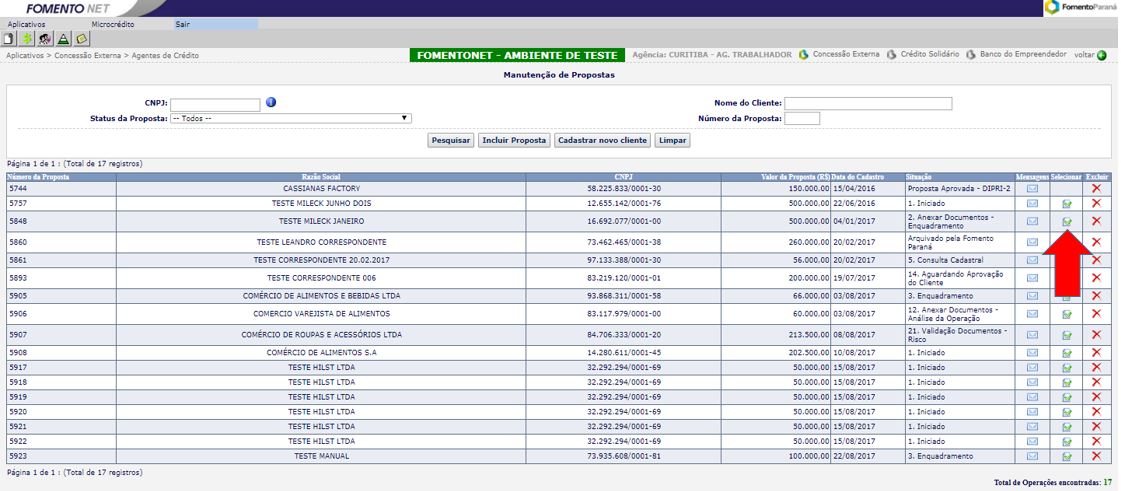 FOMENTO NET
FomentoParaná
Aplicativos Microcrédito Sair
Aplicativos > Concessão Externa > Agentes de Crédito FOMENTONET - AMBIENTE DE TESTE Agência: CURITIBA - AG. TRABALHADOR Concessão Externa Crédito Solidário Banco do Empreendedor voltar
Manutenção de Propostas
CNPJ: Nome do Cliente:
Status da Proposta: -- Todos -- Número da Proposta:
Pesquisar Incluir Proposta Cadastrar novo cliente Limpar
Página 1 de 1 : (Total de 17 registros)
Número da Proposta Razão Social CNPJ Valor da Proposta (R$) Data do Cadastro Situação Mensagens Selecionar Excluir
5744 CASSIANAS FACTORY 58.225.833/0001-30 150.000.00 15/04/2016 Proposta Aprovada - DIPRI-2
5757 TESTE MILECK JUNHO DOIS 12.655.142/0001-76 500.000.00 22/06/2016 1. Iniciado
5848 TESTE MILECK JANEIRO 16.692.077/0001-00 500.000.00 04/01/2017 2. Anexar Documentos -
Enquadramento
5860 TESTE LEANDRO CORRESPONDENTE 73.462.465/0001-38 260.000.00 20/02/2017 Arquivado pela Fomento
Paraná
5861 TESTE CORRESPONDENTE 20.02.2017 97.133.388/0001-30 56.000.00 20/02/2017 5. Consulta Cadastral
5893 TESTE CORRESPONDENTE 006 83.219.120/0001-01 200.000.00 19/07/2017 14. Aguardando Aprovação
do Cliente
5905 COMÉRCIO DE ALIMENTOS E BEBIDAS LTDA 93.868.311/0001-58 66.000.00 03/08/2017 3. Enquadramento
5906 COMERCIO VAREJISTA DE ALIMENTOS 83.117.979/0001-00 60.000.00 03/08/2017 12. Anexar Documentos -
Análise da Operação
5907 COMÉRCIO DE ROUPAS E ACESSÓRIOS LTDA 84.706.333/0001-20 213.500.00 08/08/2017 21. Validação Documentos -
Risco
5908 COMÉRCIO DE ALIMENTOS S.A 14.280.611/0001-45 202.500.00 10/08/2017 1. Iniciado
5917 TESTE HILST LTDA 32.292.294/0001-69 50.000.00 15/08/2017 1. Iniciado
5918 TESTE HILST LTDA 32.292.294/0001-69 50.000.00 15/08/2017 1. Iniciado
5919 TESTE HILST LTDA 32.292.294/0001-69 50.000.00 15/08/2017 1. Iniciado
5920 TESTE HILST LTDA 32.292.294/0001-69 50.000.00 15/08/2017 1. Iniciado
5921 TESTE HILST LTDA 32.292.294/0001-69 50.000.00 15/08/2017 1. Iniciado
5922 TESTE HILST LTDA 32.292.294/0001-69 50.000.00 15/08/2017 1. Iniciado
5923 TESTE MANUAL 73.935.608/0001-81 100.000.00 22/08/2017 3. Enquadramento
Página 1 de 1 : (Total de 17 registros)
Total de Operações encontradas: 17